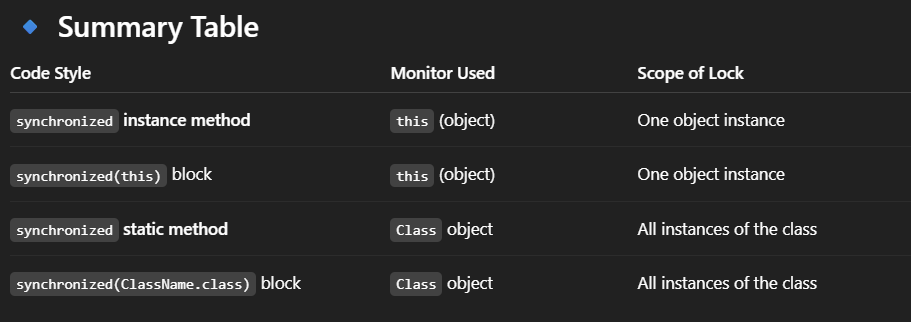 Summary Table
Code Style Monitor Used Scope of Lock
synchronized instance method this (object) One object instance
synchronized(this) block this (object) One object instance
synchronized static method Class object All instances of the class
synchronized(ClassName.class) block Class object All instances of the class